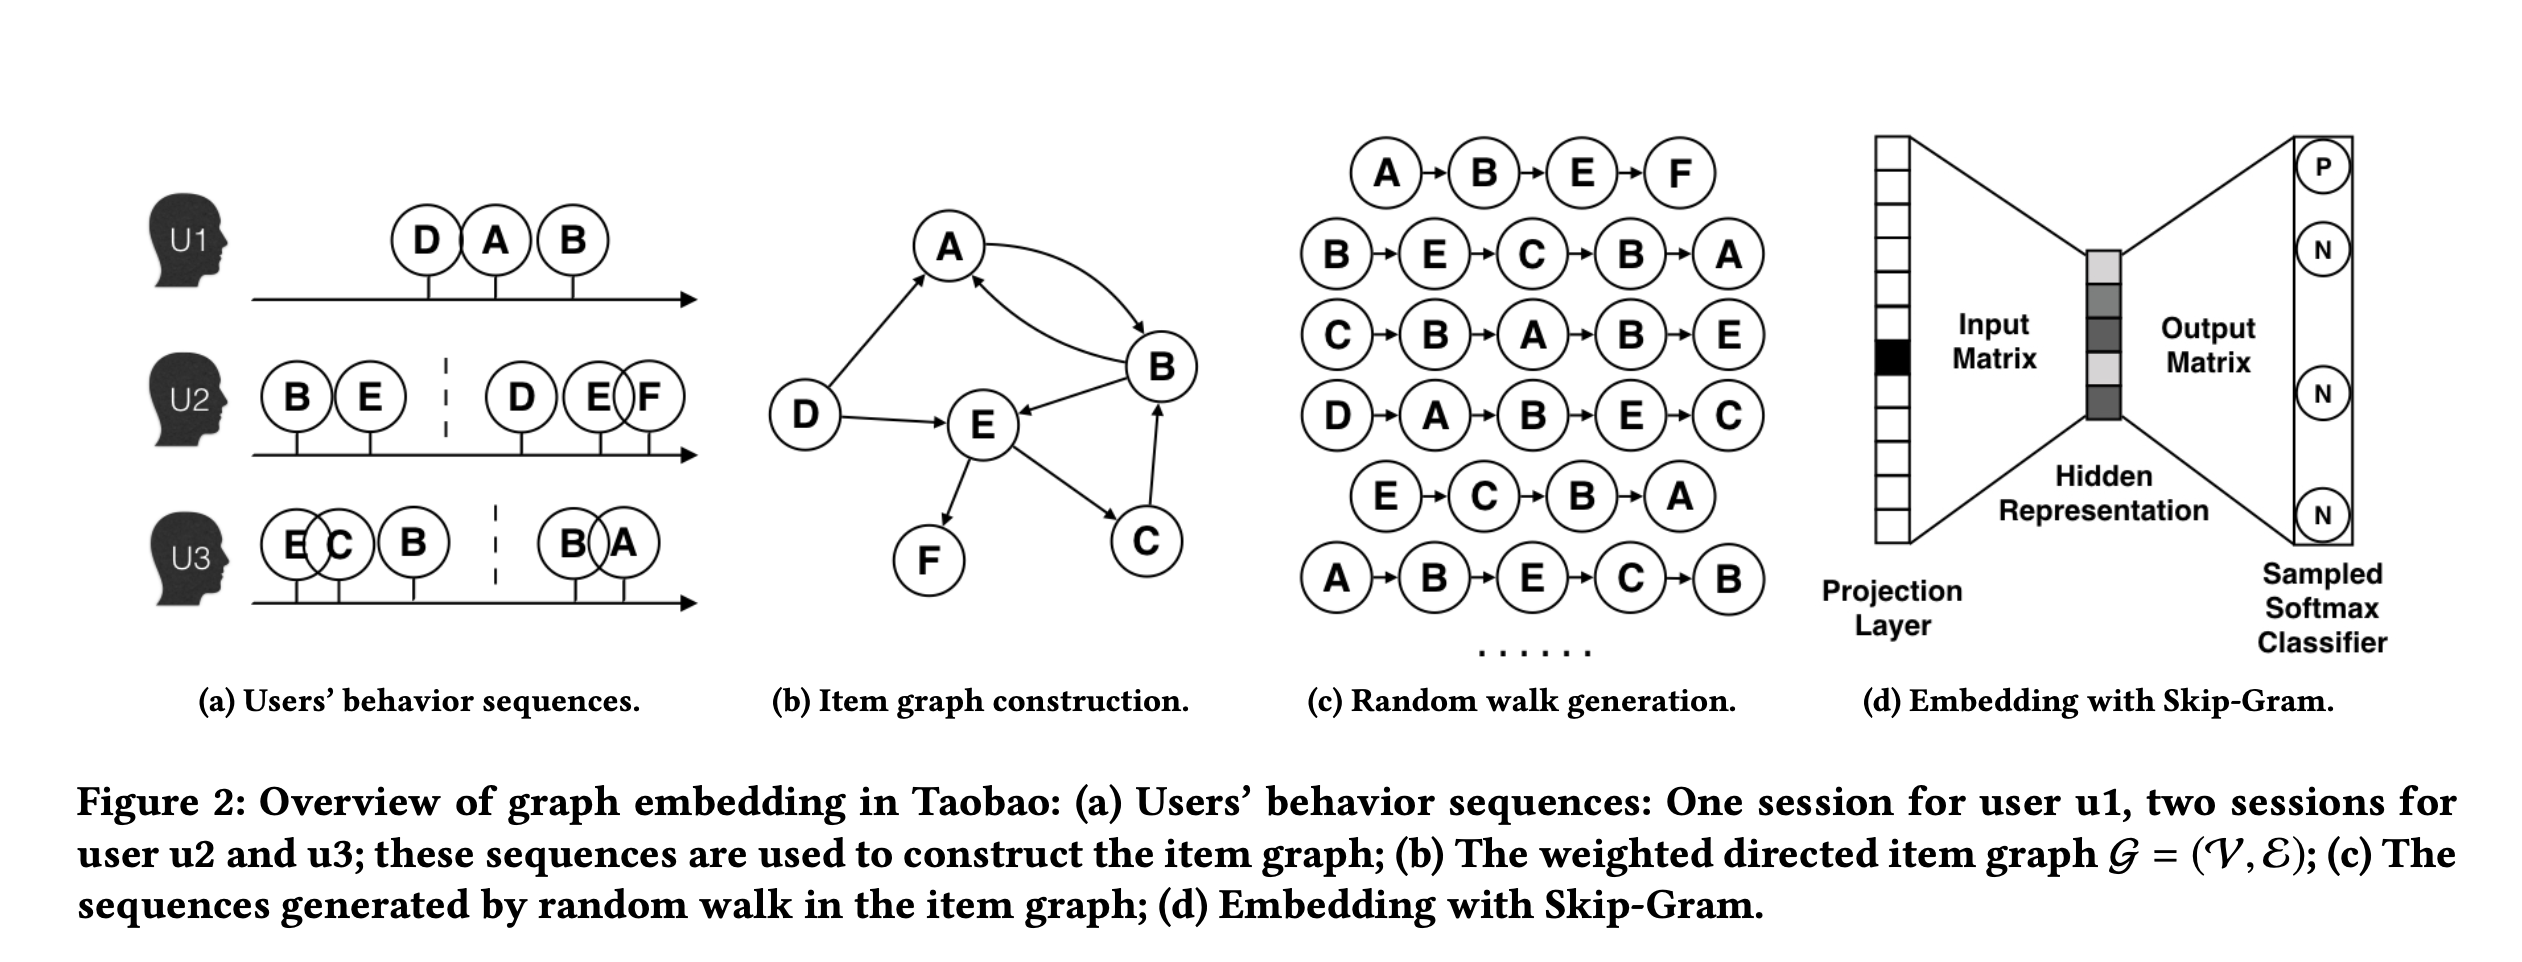 U1
D A B
U2
B E D E F
U3
E C B B A
(a) Users’ behavior sequences.
A
B
D
E
C
F
(b) Item graph construction.
A B E F
B E C B A
C B A B E
D A B E C
E C B A
A B E C B
. . . . . .
(c) Random walk generation.
Projection
Layer
Input
Matrix
Hidden
Representation
Output
Matrix
P
N
N
N
Sampled
Softmax
Classifier
(d) Embedding with Skip-Gram.
Figure 2: Overview of graph embedding in Taobao: (a) Users’ behavior sequences: One session for user u1, two sessions for
user u2 and u3; these sequences are used to construct the item graph; (b) The weighted directed item graph 𝒢 = (𝒱, ℰ); (c) The
sequences generated by random walk in the item graph; (d) Embedding with Skip-Gram.